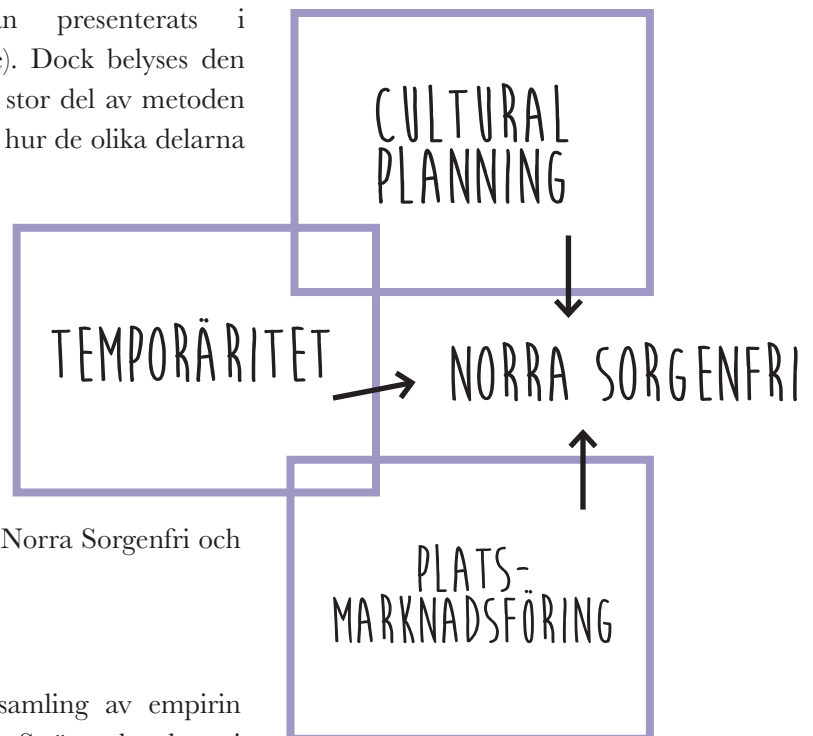 presenterats i
Dock belyses den
stor del av metoden
hur de olika delarna
CULTURAL
PLANNING
TEMPORÄRITET
NORRA SORGENFRI
Norra Sorgenfri och
PLATS-
MARKNADSFÖRING
samling av empirin